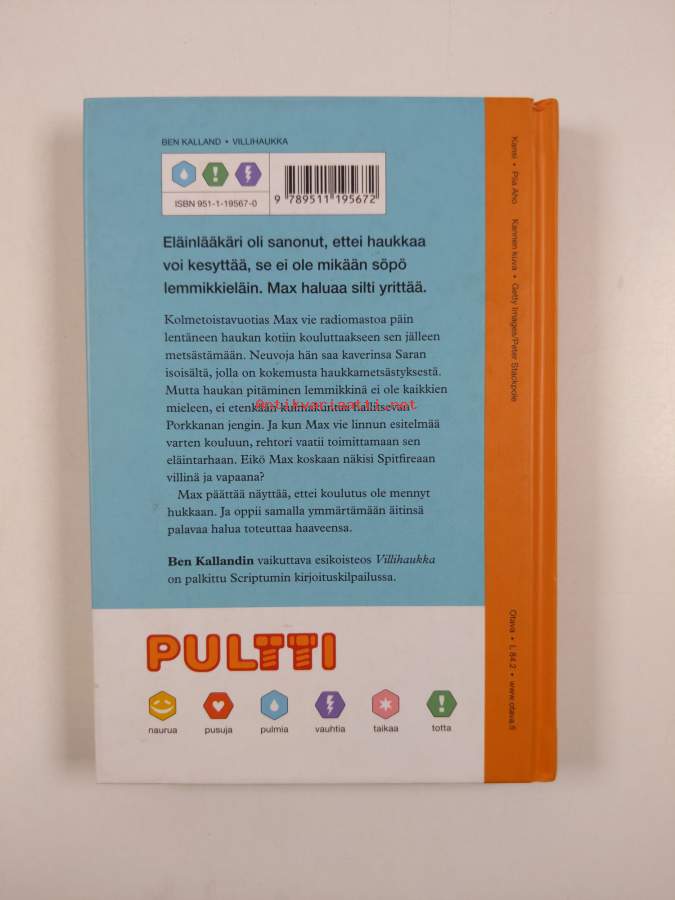 BEN KALLAND • VILLIHAUKKA
ISBN 951-1-19567-0
9 789511 195672
Eläinlääkäri oli sanonut, ettei haukkaa
voi kesyttää, se ei ole mikään söpö
lemmikkieläin. Max haluaa silti yrittää.
Kolmetoistavuotias Max vie radiomastoa päin
lentäneen haukan kotiin kouluttaakseen sen jälleen
metsästämään. Neuvoja hän saa kaverinsa Saran
isoisältä, jolla on kokemusta haukkametsästyksestä.
Mutta haukan pitäminen lemmikkinä ei ole kaikkien
mieleen, ei etenkään kulmakuntaa hallitsevan
Antikvariaatti.net
Porkkanan jengin. Ja kun Max vie linnun esitelmää
varten kouluun, rehtori vaatii toimittamaan sen
eläintarhaan. Eikö Max koskaan näkisi Spitfireaan
villinä ja vapaana?
Max päättää näyttää, ettei koulutus ole mennyt
hukkaan. Ja oppii samalla ymmärtämään äitinsä
palavaa halua toteuttaa haaveensa.
Ben Kallandin vaikuttava esikoisteos Villihaukka
on palkittu Scriptumin kirjoituskilpailussa.
PULTTI
naurua pusuja pulmia vauhtia taikaa totta
Kansi • Piia Aho Kannen kuva • Getty Images/Peter Stackpole
Otava • L 84.2 • www.otava.fi